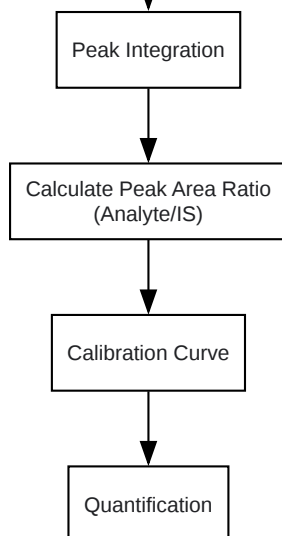 Peak Integration
Calculate Peak Area Ratio
(Analyte/IS)
Calibration Curve
Quantification